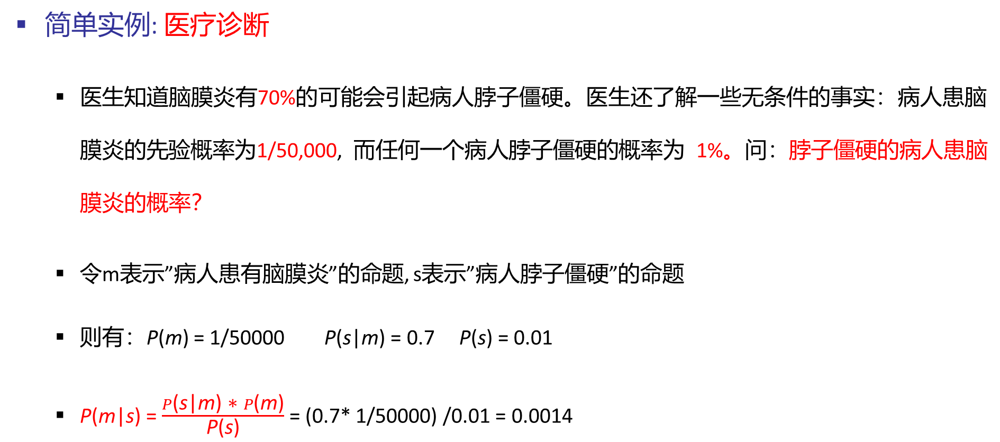 ▪ 简单实例: 医疗诊断
▪ 医生知道脑膜炎有70%的可能会引起病人脖子僵硬。医生还了解一些无条件的事实：病人患脑
膜炎的先验概率为1/50,000, 而任何一个病人脖子僵硬的概率为 1%。问：脖子僵硬的病人患脑
膜炎的概率?
▪ 令m表示”病人患有脑膜炎”的命题, s表示”病人脖子僵硬”的命题
▪ 则有：P(m) = 1/50000 P(s|m) = 0.7 P(s) = 0.01
▪ P(m|s) = P(s|m) * P(m) / P(s) = (0.7* 1/50000) /0.01 = 0.0014